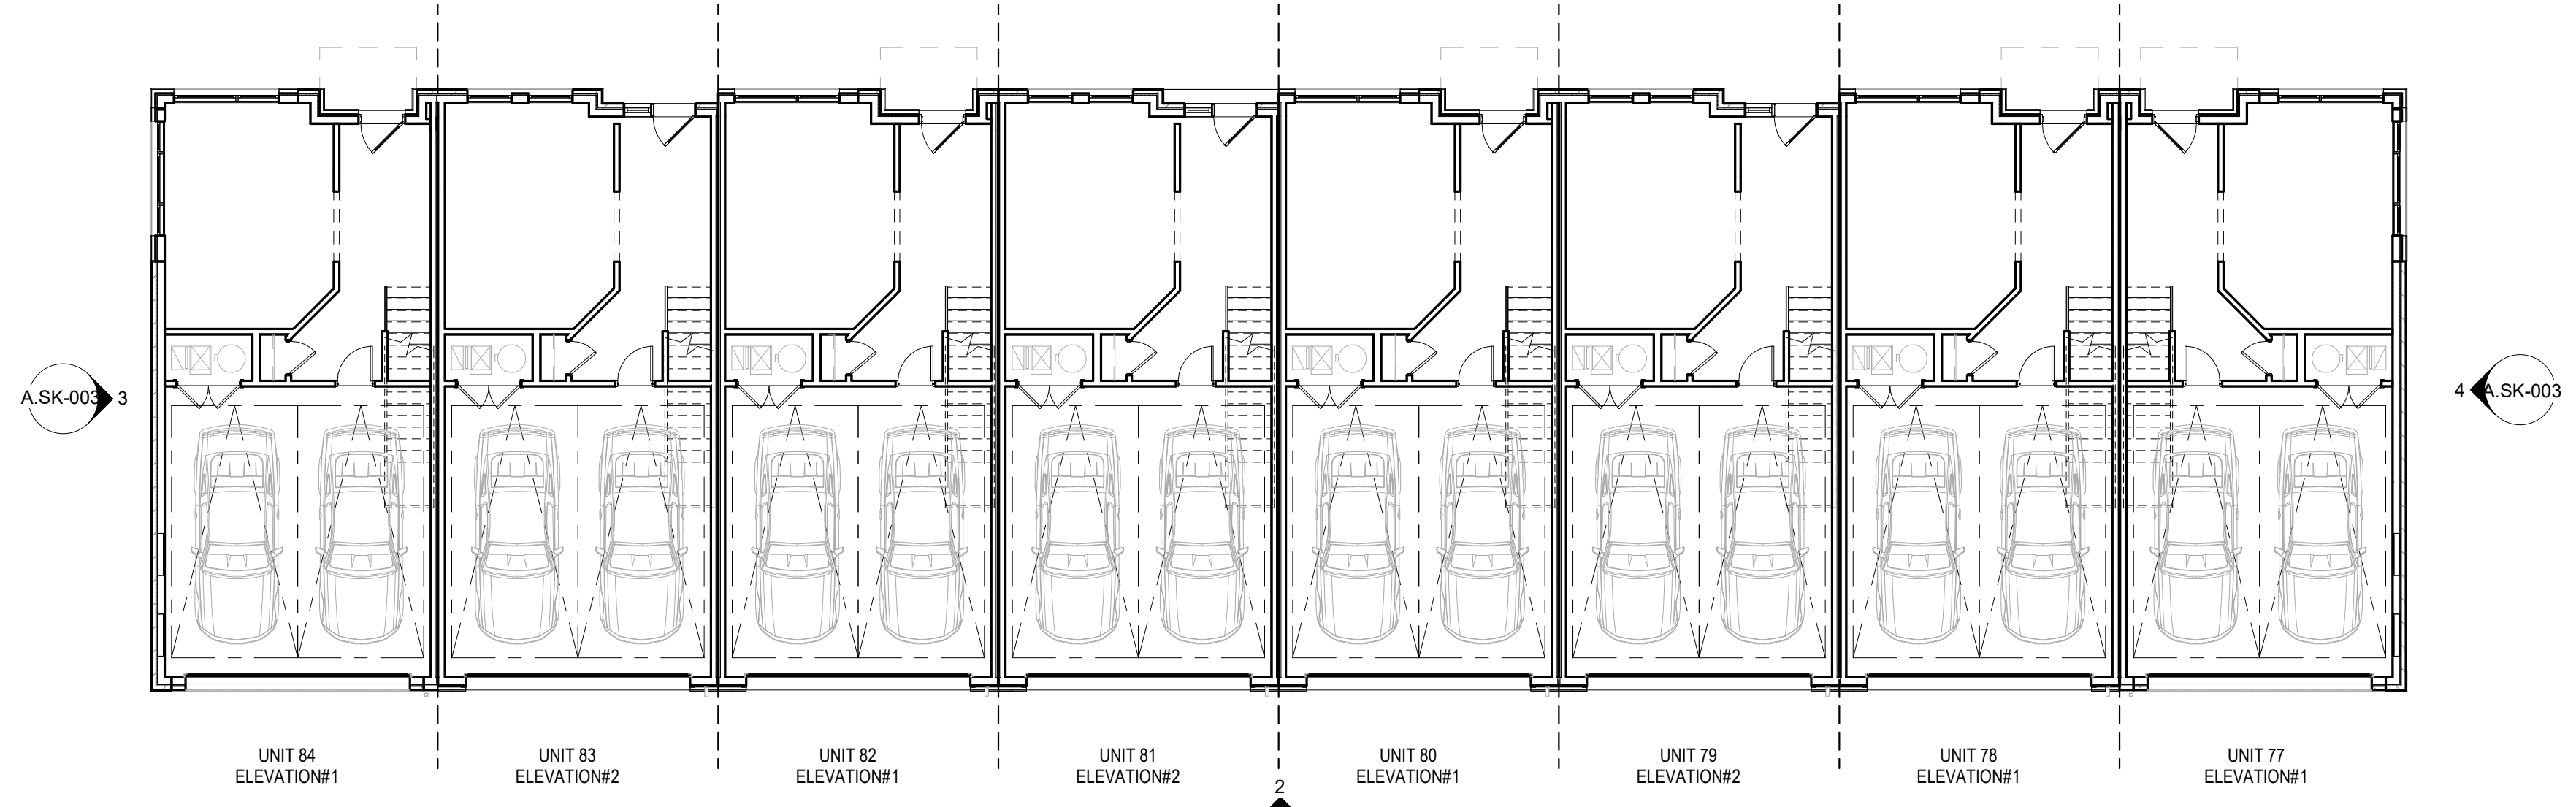 A.SK-003
3
4
A.SK-003
UNIT 84
ELEVATION#1
UNIT 83
ELEVATION#2
UNIT 82
ELEVATION#1
UNIT 81
ELEVATION#2
UNIT 80
ELEVATION#1
UNIT 79
ELEVATION#2
UNIT 78
ELEVATION#1
UNIT 77
ELEVATION#1
2